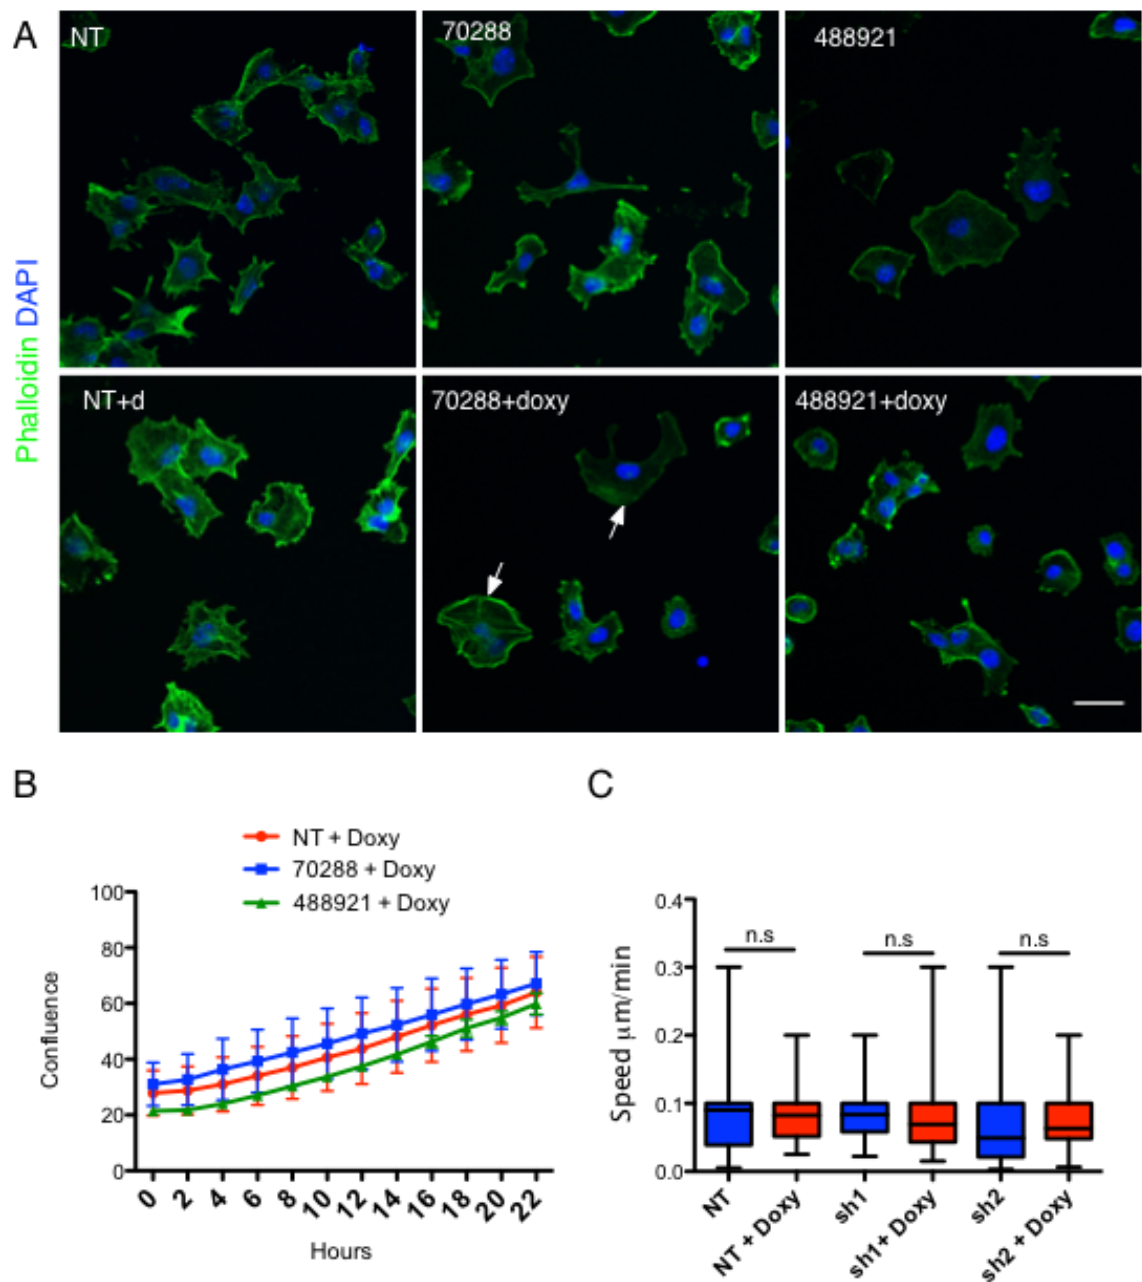 A
NT
70288
488921
Phalloidin DAPI
NT+d
70288+doxy
488921+doxy
B
C
NT + Doxy
70288 + Doxy
488921 + Doxy
100
80
60
40
20
0
Confluence
0 2 4 6 8 10 12 14 16 18 20 22
Hours
0.4
0.3
0.2
0.1
0.0
Speed µm/min
n.s n.s n.s
NT
NT + Doxy
sh1
sh1+ Doxy
sh2
sh2 + Doxy